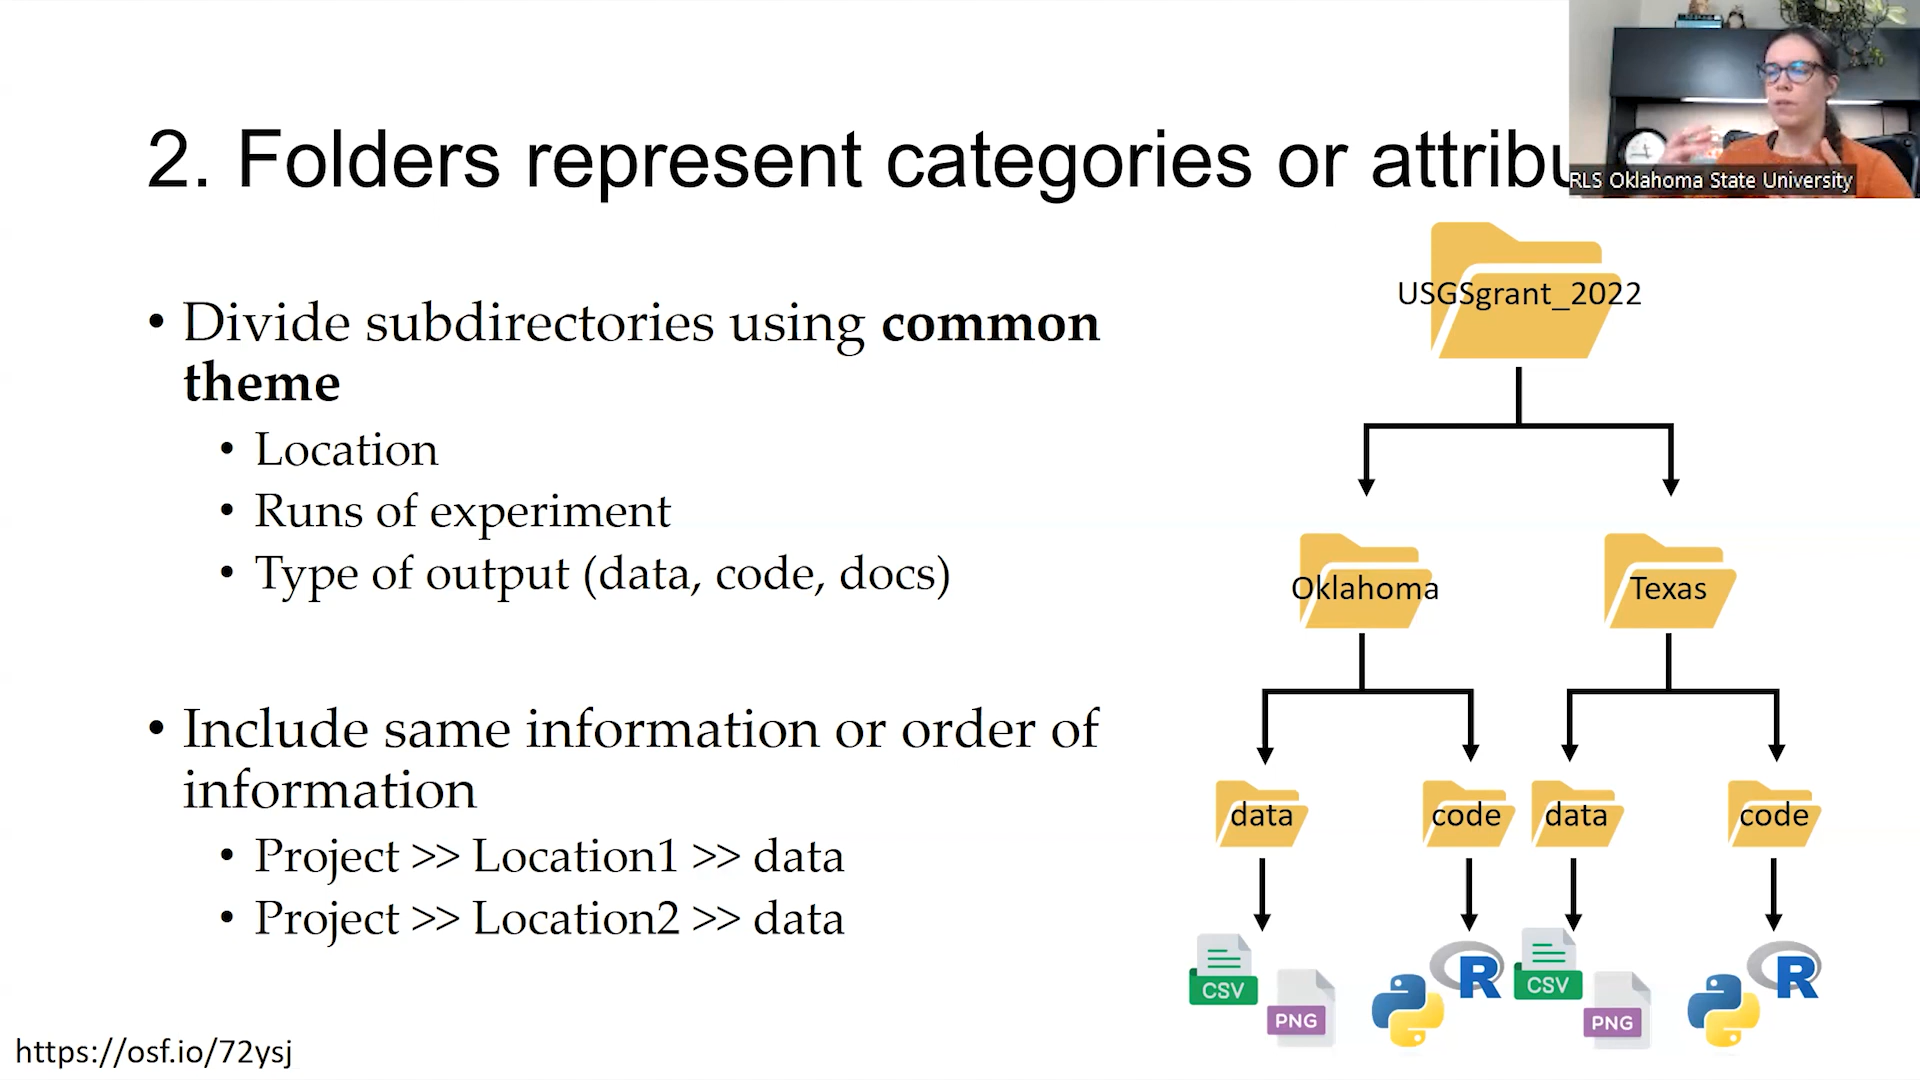 2. Folders represent categories or attribu
RLS Oklahoma State University
• Divide subdirectories using common
theme
• Location
• Runs of experiment
• Type of output (data, code, docs)
• Include same information or order of
information
• Project >> Location1 >> data
• Project >> Location2 >> data
https://osf.io/72ysj
USGSgrant_2022
Oklahoma
Texas
data
code
data
code
CSV
PNG
R
CSV
PNG
R